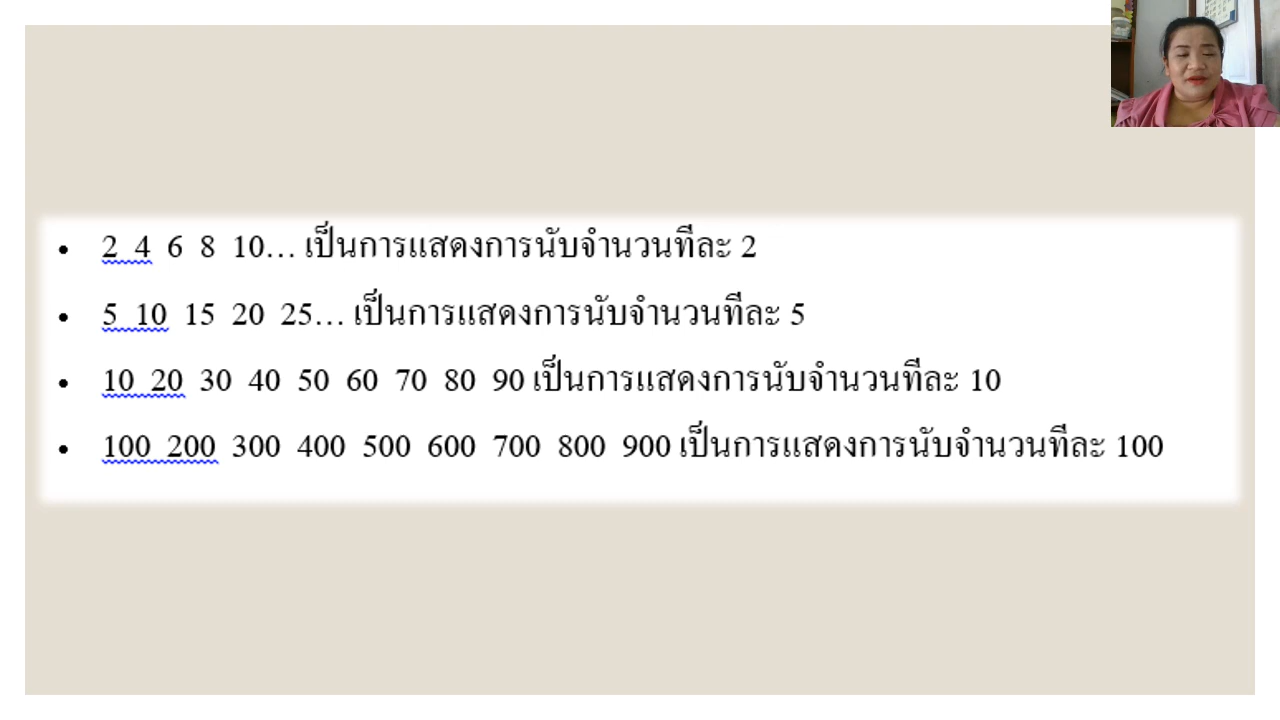 • 2 4 6 8 10… เป็นการแสดงการนับจำนวนทีละ 2
• 5 10 15 20 25… เป็นการแสดงการนับจำนวนทีละ 5
• 10 20 30 40 50 60 70 80 90 เป็นการแสดงการนับจำนวนทีละ 10
• 100 200 300 400 500 600 700 800 900 เป็นการแสดงการนับจำนวนทีละ 100